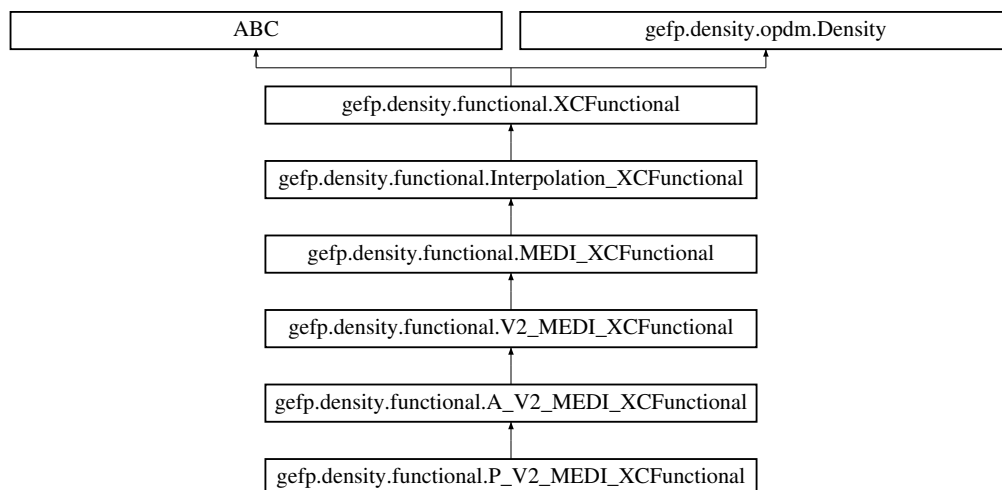 ABC
gefp.density.opdm.Density
gefp.density.functional.XCFunctional
gefp.density.functional.Interpolation_XCFunctional
gefp.density.functional.MEDI_XCFunctional
gefp.density.functional.V2_MEDI_XCFunctional
gefp.density.functional.A_V2_MEDI_XCFunctional
gefp.density.functional.P_V2_MEDI_XCFunctional